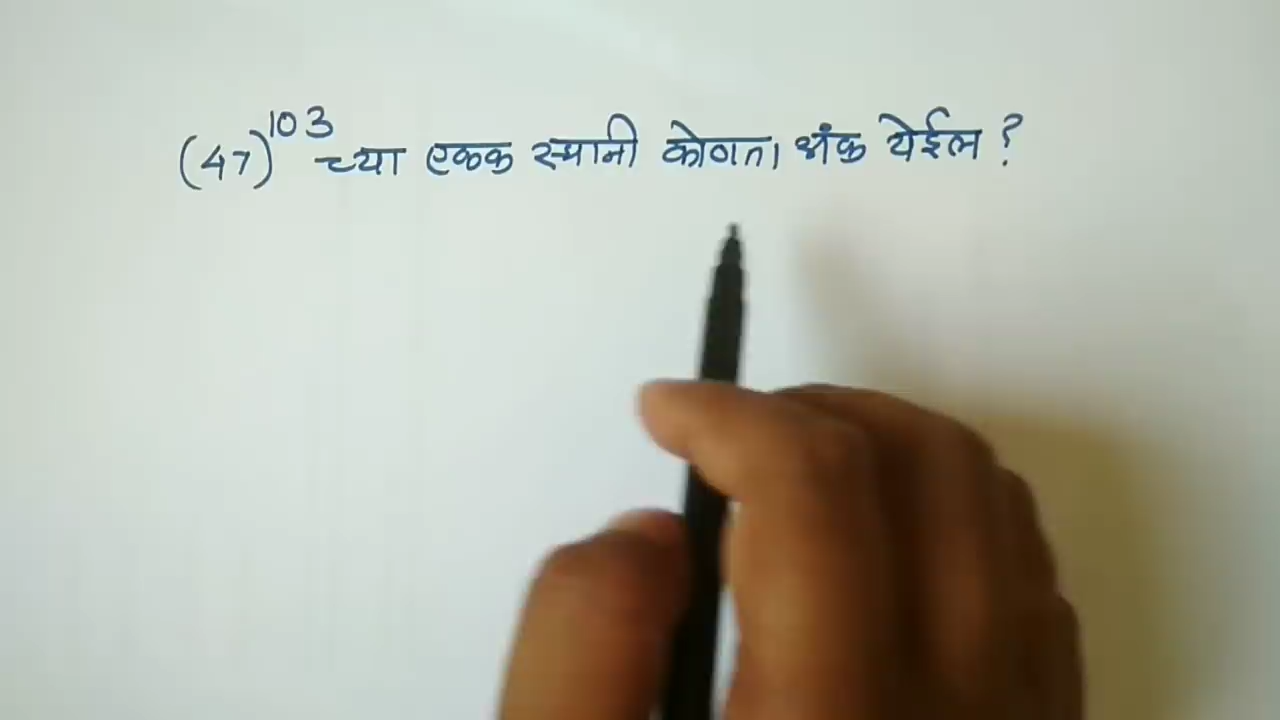 (47)^103 च्या एकक स्थानी कोणता अंक येईल ?